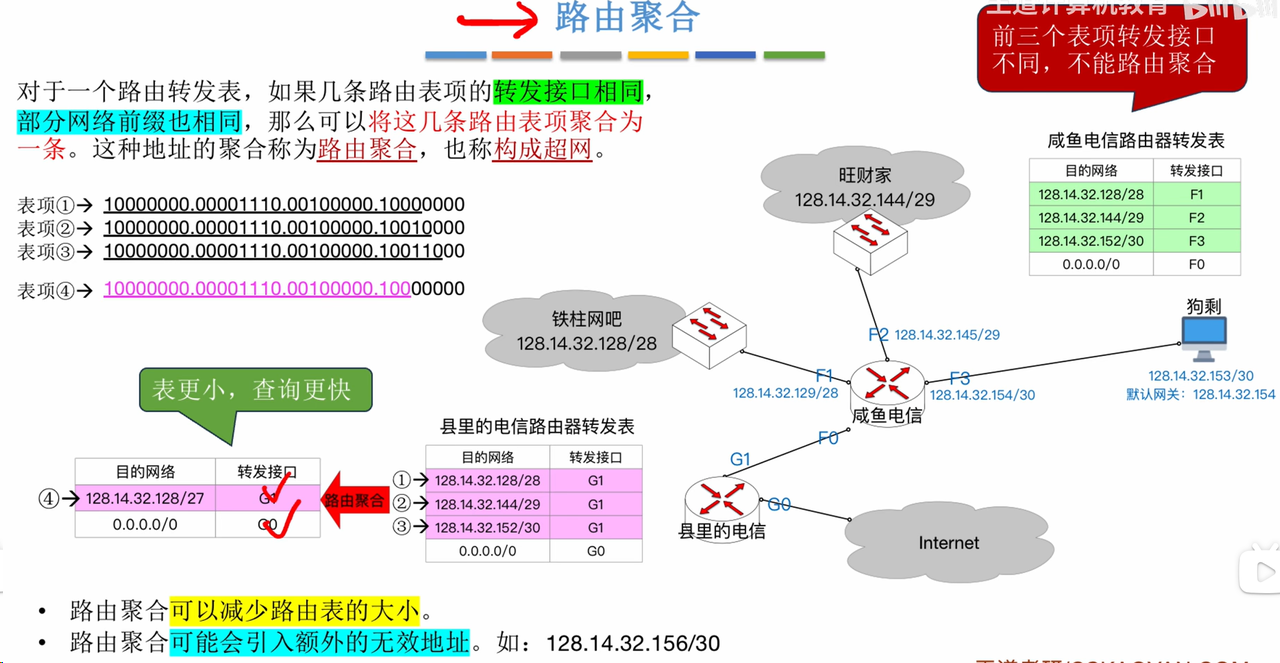 路由聚合
王道计算机教育 bilibili
前三个表项转发接口
不同，不能路由聚合
对于一个路由转发表，如果几条路由表项的转发接口相同，
部分网络前缀也相同，那么可以将这几条路由表项聚合为
一条。这种地址的聚合称为路由聚合，也称构成超网。
表项①→ 10000000.00001110.00100000.10000000
表项②→ 10000000.00001110.00100000.10010000
表项③→ 10000000.00001110.00100000.10011000
表项④→ 10000000.00001110.00100000.10000000
咸鱼电信路由器转发表
目的网络 转发接口
128.14.32.128/28 F1
128.14.32.144/29 F2
128.14.32.152/30 F3
0.0.0.0/0 F0
旺财家
128.14.32.144/29
铁柱网吧
128.14.32.128/28
狗剩
F2 128.14.32.145/29
F1
128.14.32.129/28
F3
128.14.32.154/30
128.14.32.153/30
默认网关：128.14.32.154
咸鱼电信
F0
G1
G0
县里的电信
Internet
表更小，查询更快
目的网络 转发接口
④→ 128.14.32.128/27 G1
0.0.0.0/0 G0
路由聚合
县里的电信路由器转发表
目的网络 转发接口
①→ 128.14.32.128/28 G1
②→ 128.14.32.144/29 G1
③→ 128.14.32.152/30 G1
0.0.0.0/0 G0
• 路由聚合可以减少路由表的大小。
• 路由聚合可能会引入额外的无效地址。如：128.14.32.156/30